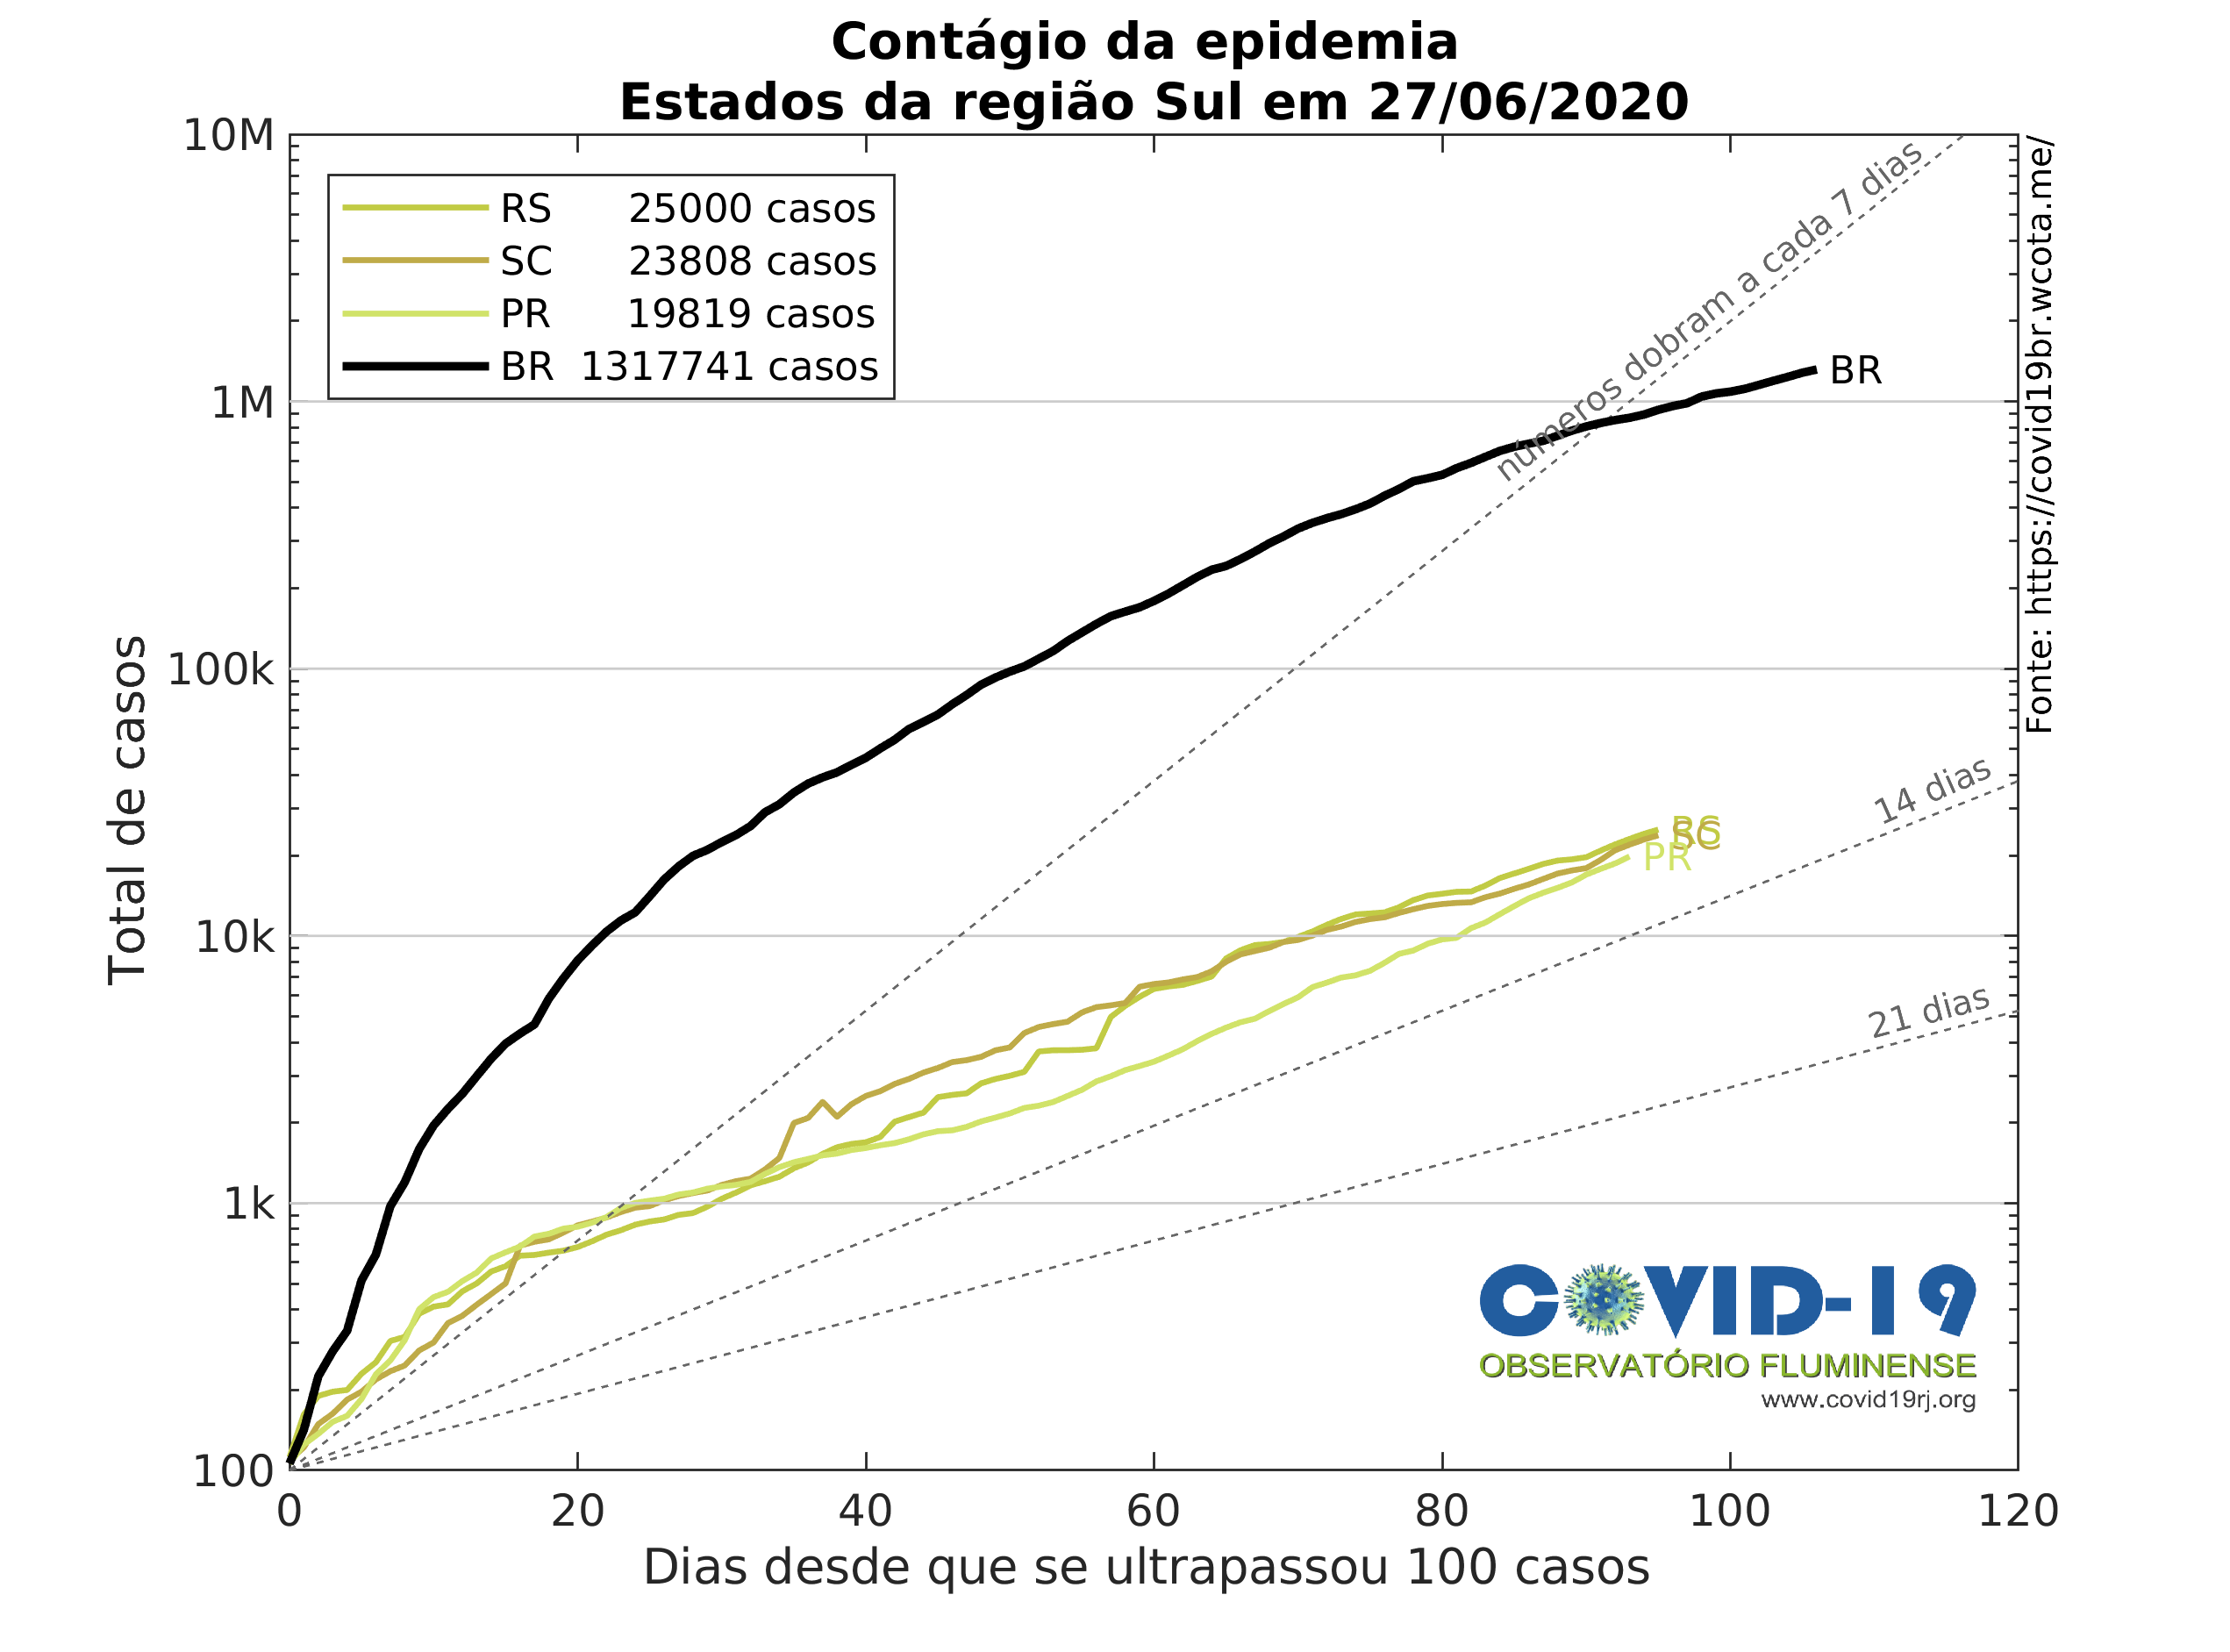 Contágio da epidemia
Estados da região Sul em 27/06/2020
10M
1M
100k
10k
1k
100
Total de casos
RS 25000 casos
SC 23808 casos
PR 19819 casos
BR 1317741 casos
números dobram a cada 7 dias
BR
14 dias
RS
SC
PR
21 dias
Fonte: https://covid19br.wcota.me/
COVID-19
OBSERVATÓRIO FLUMINENSE
www.covid19rj.org
0 20 40 60 80 100 120
Dias desde que se ultrapassou 100 casos